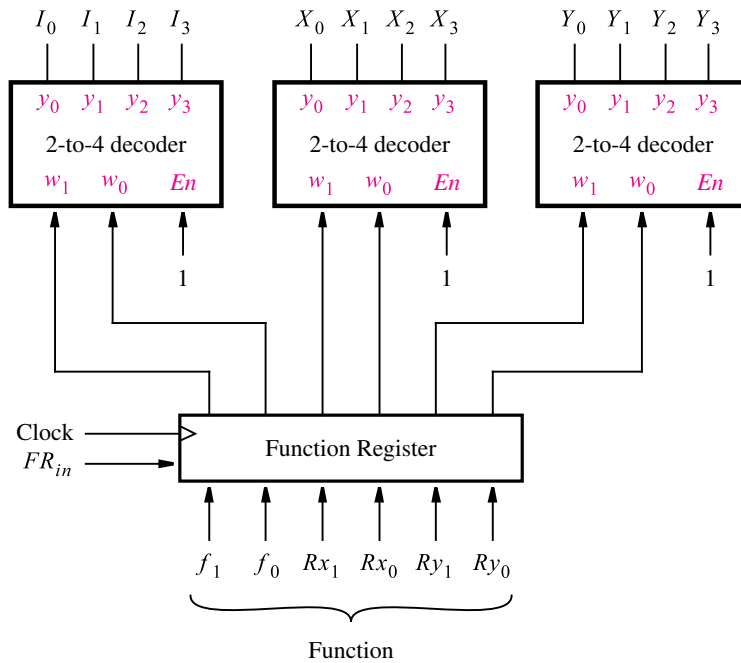 I0 I1 I2 I3 X0 X1 X2 X3 Y0 Y1 Y2 Y3
y0 y1 y2 y3 y0 y1 y2 y3 y0 y1 y2 y3
2-to-4 decoder 2-to-4 decoder 2-to-4 decoder
w1 w0 En w1 w0 En w1 w0 En
1 1 1
Clock
Function Register
FRin
f1 f0 Rx1 Rx0 Ry1 Ry0
Function